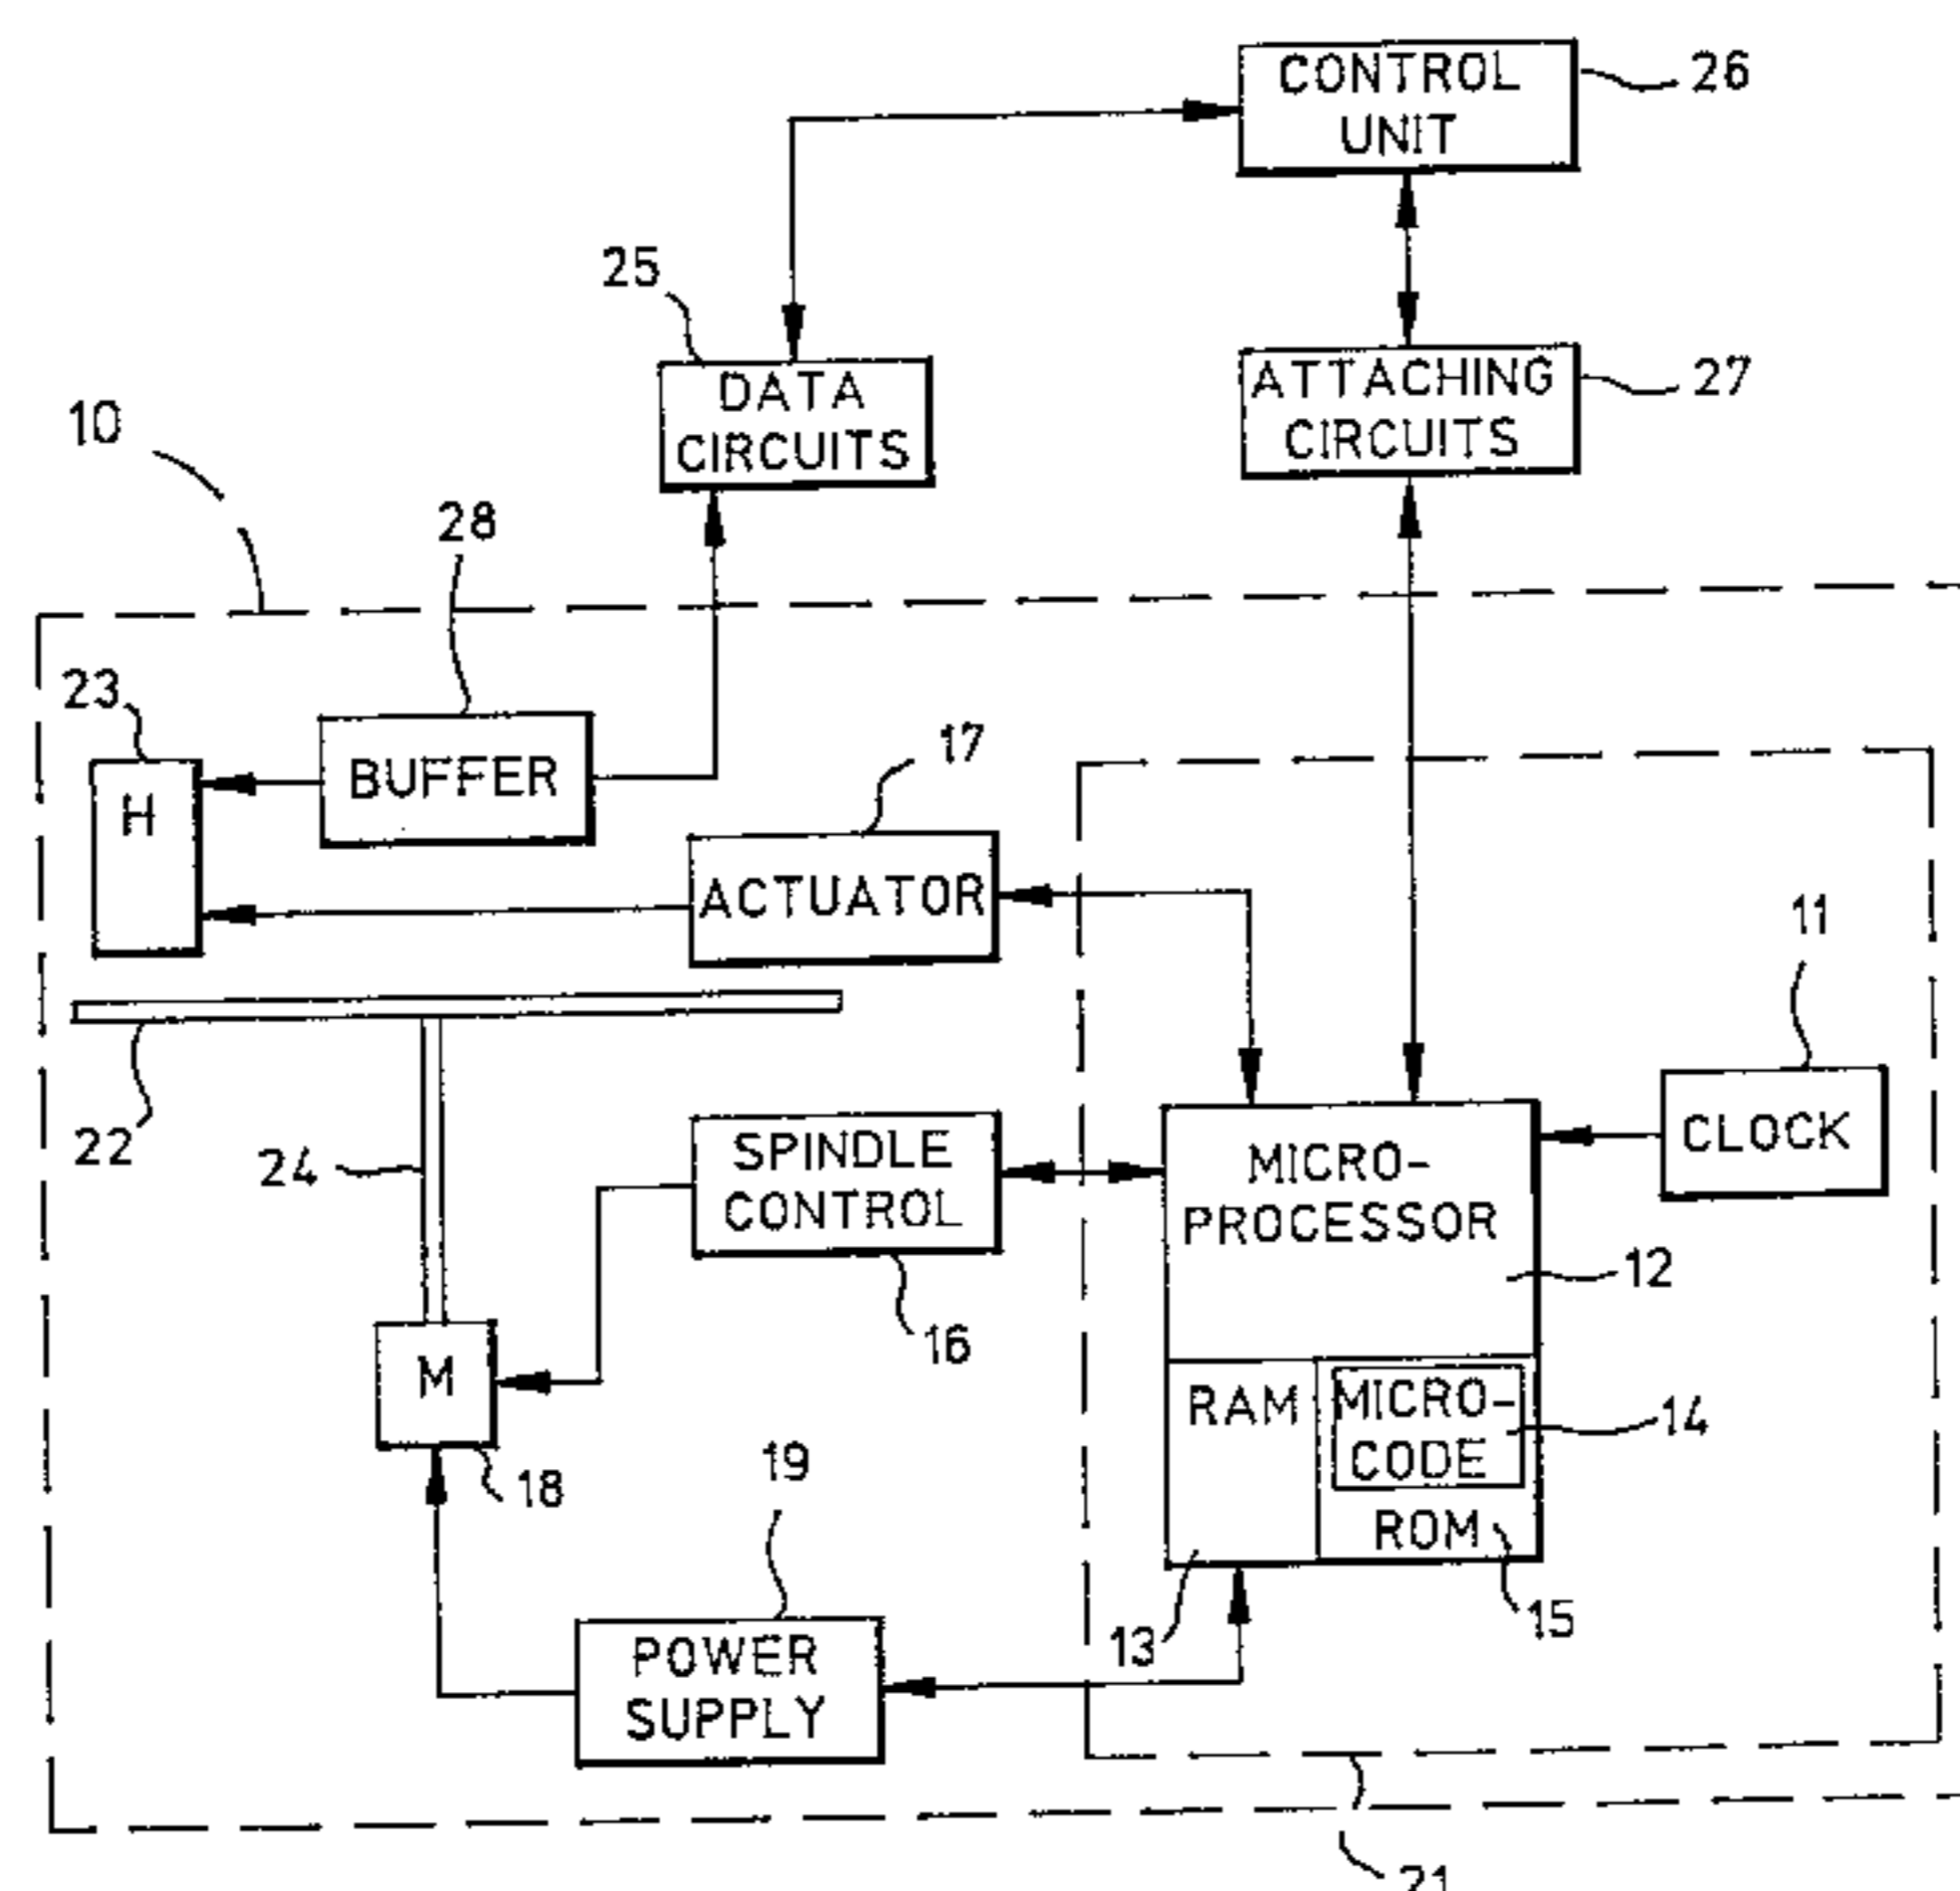 CONTROL
UNIT
26
25
DATA
CIRCUITS
ATTACHING
CIRCUITS
27
10
28
23
H
BUFFER
17
ACTUATOR
11
CLOCK
22
24
SPINDLE
CONTROL
16
MICRO-
PROCESSOR
12
M
18
RAM
MICRO-
CODE
14
ROM
19
POWER
SUPPLY
13
15
21